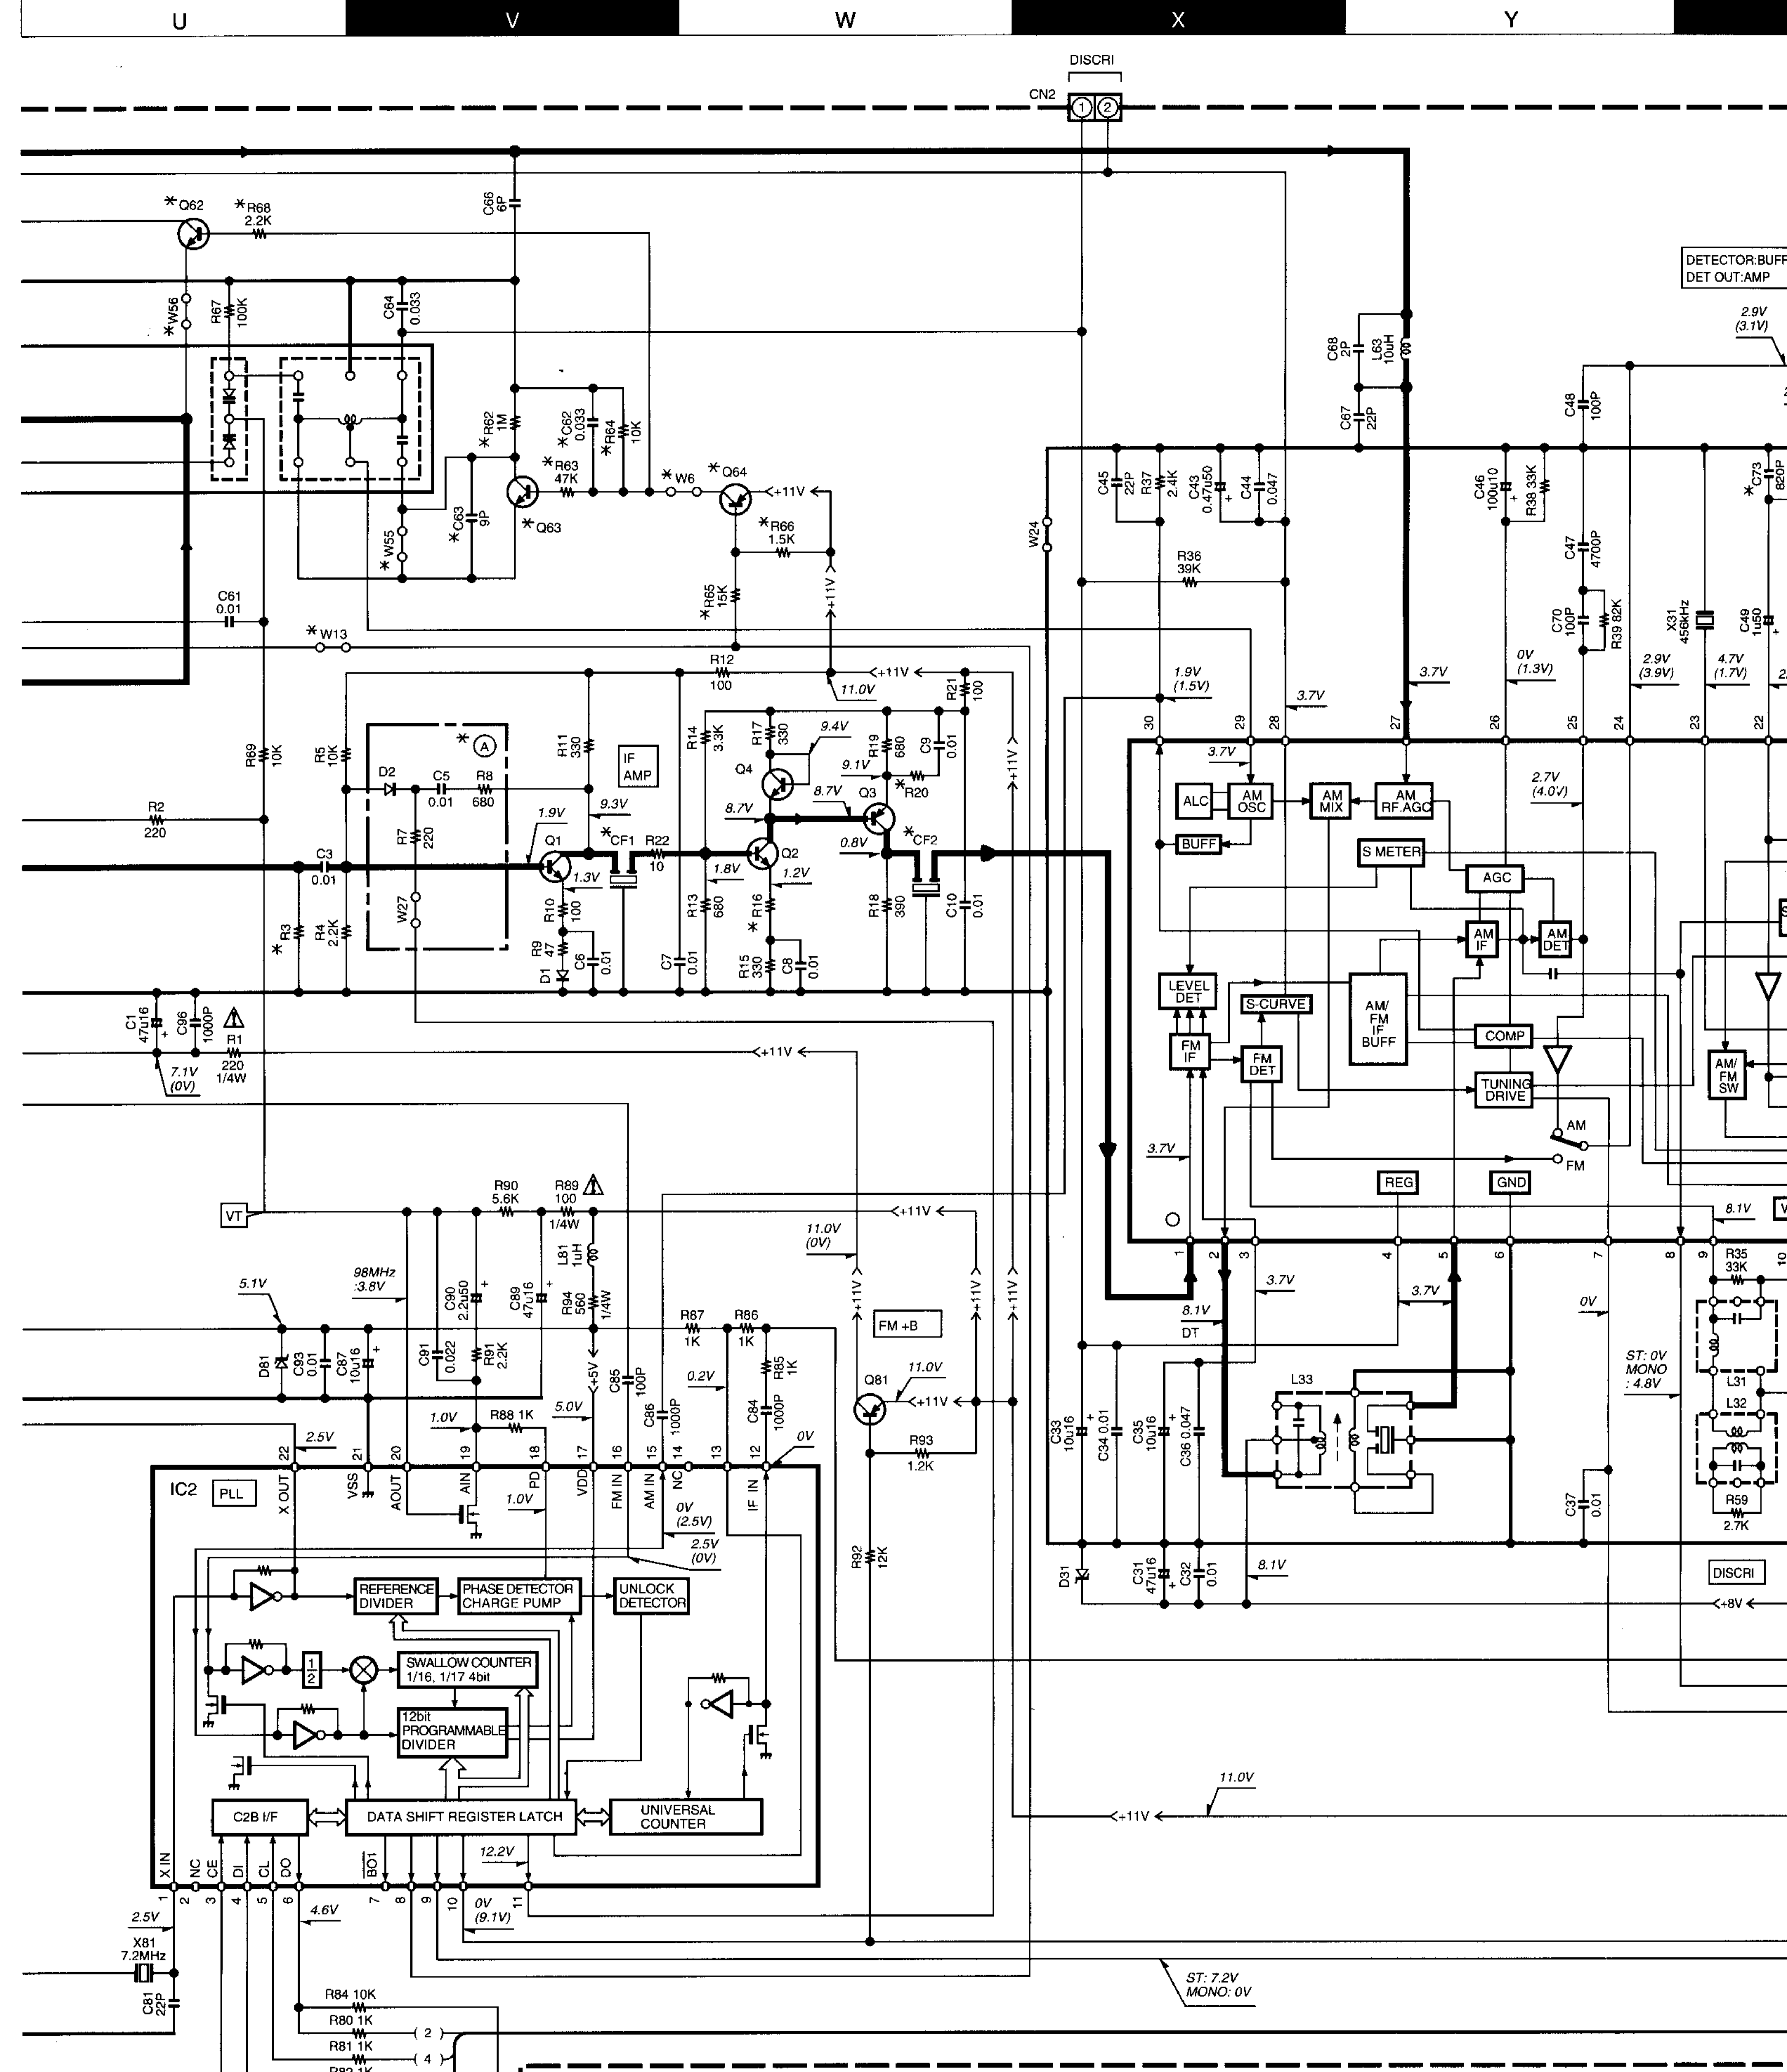 U V W X Y
DISCRI
CN2 1 2
*Q62 *R68
2.2K
C66
6P
DETECTOR:BUFF
DET OUT:AMP
*W56
R67
100K
C64
0.033
2.9V
(3.1V)
C68
2P
L63
10uH
C67
22P
C48
100P
*R62
1M
*C62
0.033
*R64
10K
*R63
47K
*W6
*Q64
+11V
*Q63
*C63
9P
*W55
*R66
1.5K
*R65
15K
+11V
C45
22P
R37
2.4K
C43
0.47u50
+
C44
0.047
C46
100u10
+
R38 33K
*C73
820P
W24
R36
39K
C47
4700P
C70
100P
R39 82K
X31
456kHz
C49
1u50
+
C61
0.01
*W13
R12
100
+11V
11.0V
R21
100
1.9V
(1.5V)
3.7V
3.7V
0V
(1.3V)
2.9V
(3.9V)
4.7V
(1.7V)
30 29 28 27 26 25 24 23 22
R69
10K
R5
10K
* A
D2
C5
0.01
R8
680
R7
220
W27
R11
330
IF
AMP
R14
3.3K
R17
330
9.4V
Q4
9.1V
R19
680
C9
0.01
*R20
8.7V
8.7V
Q3
R2
220
1.9V
9.3V
Q1
*CF1
R22
10
Q2
0.8V
*CF2
C3
0.01
1.3V
1.8V
1.2V
*R3
R4
2.2K
R10
100
R9
47
D1
C6
0.01
C7
0.01
R13
680
R16
*
R15
330
C8
0.01
R18
390
C10
0.01
+11V
3.7V
ALC
AM
OSC
AM
MIX
AM
RF.AGC
2.7V
(4.0V)
BUFF
S METER
AGC
AM
IF
AM
DET
LEVEL
DET
S-CURVE
AM/
FM
IF
BUFF
FM
IF
FM
DET
COMP
TUNING
DRIVE
AM/
FM
SW
AM
FM
3.7V
REG
GND
8.1V
C1
47u16
+
C96
1000P
R1
220
1/4W
7.1V
(0V)
+11V
VT
R90
5.6K
R89
100
1/4W
+11V
11.0V
(0V)
1 2 3 4 5 6 7 8 9 10
5.1V
98MHz
:3.8V
C90
2.2u50
+
C89
47u16
+
L81
1uH
R94
560
1/4W
R87
1K
R86
1K
+11V
+11V
+11V
FM +B
3.7V
8.1V
DT
3.7V
0V
R35
33K
D81
C93
0.01
C87
10u16
+
C91
0.022
R91
2.2K
+5V
C85
100P
0.2V
R85
1K
Q81
11.0V
+11V
ST: 0V
MONO
: 4.8V
L31
L32
1.0V
R88 1K
5.0V
C86
1000P
C84
1000P
0V
R93
1.2K
C33
10u16
+
C34 0.01
C35
10u16
+
C36 0.047
L33
C37
0.01
R59
2.7K
2.5V
22 21 20 19 18 17 16 15 14 13 12
IC2 PLL
X OUT
VSS
AOUT
AIN
PD
VDD
FM IN
AM IN
NC
IF IN
1.0V
0V
(2.5V)
2.5V
(0V)
R92
12K
D31
C31
47u16
+
C32
0.01
8.1V
DISCRI
+8V
REFERENCE
DIVIDER
PHASE DETECTOR
CHARGE PUMP
UNLOCK
DETECTOR
1
2
SWALLOW COUNTER
1/16, 1/17 4bit
12bit
PROGRAMMABLE
DIVIDER
C2B I/F
DATA SHIFT REGISTER LATCH
UNIVERSAL
COUNTER
11.0V
+11V
X IN
NC
CE
DI
CL
DO
BO1
12.2V
1 2 3 4 5 6 7 8 9 10 11
2.5V
4.6V
0V
(9.1V)
X81
7.2MHz
C81
22P
ST: 7.2V
MONO: 0V
R84 10K
R80 1K
( 2 )
R81 1K
( 4 )
R82 1K